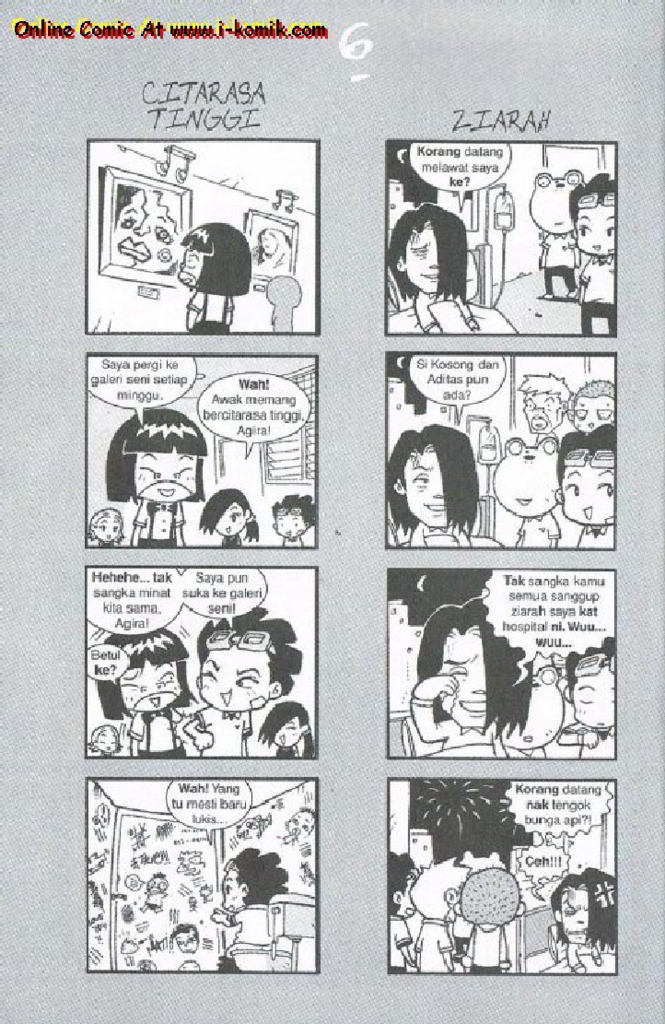 Online Comic At www.i-komik.com
6
CITARASA
TINGGI
Saya pergi ke
galeri seni setiap
minggu.
Wah!
Awak memang
bercitarasa tinggi,
Agira!
Hehehe... tak
sangka minat
kita sama,
Agira!
Saya pun
suka ke galeri
seni!
Betul
ke?
Wah! Yang
tu mesti baru
lukis...
ZIARAH
Korang datang
melawat saya
ke?
Si Kosong dan
Aditas pun
ada?
Tak sangka kamu
semua sanggup
ziarah saya kat
hospital ni. Wuu...
wuu...
Korang datang
nak tengok
bunga api?!
Ceh!!!